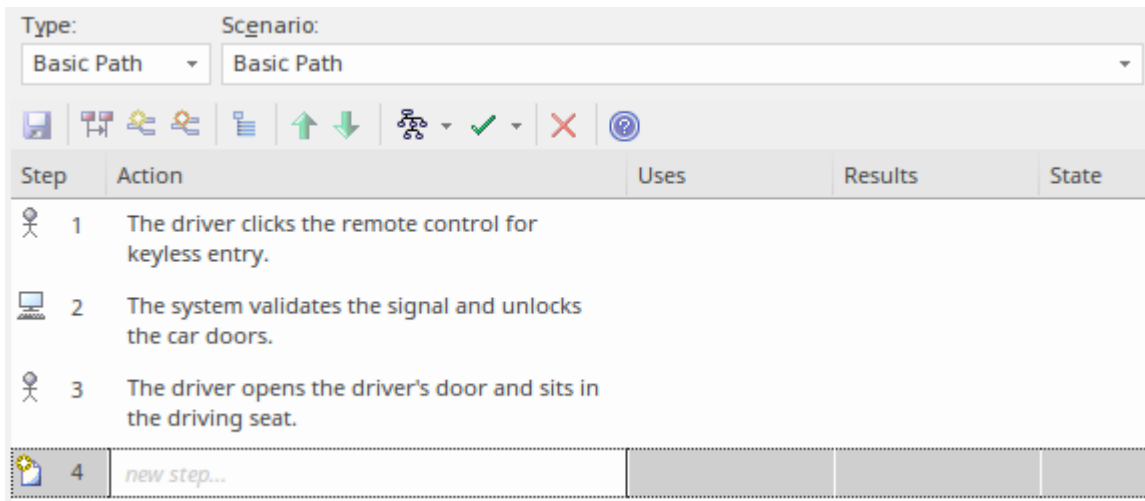 Type: Scenario:
Basic Path Basic Path
Step Action Uses Results State
1 The driver clicks the remote control for
keyless entry.
2 The system validates the signal and unlocks
the car doors.
3 The driver opens the driver's door and sits in
the driving seat.
4 new step...